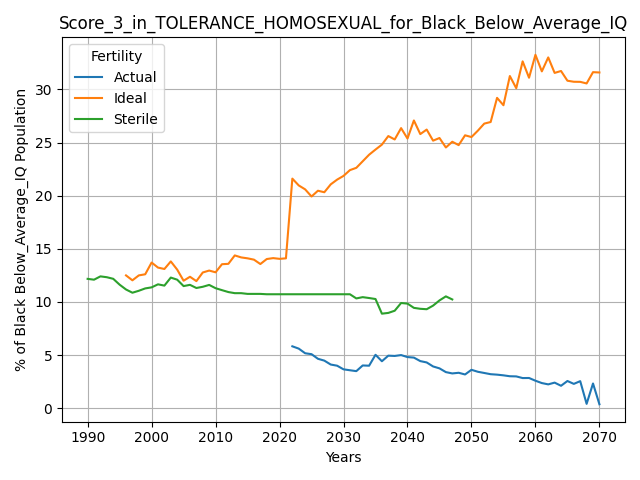 Score_3_in_TOLERANCE_HOMOSEXUAL_for_Black_Below_Average_IQ
Fertility
Actual
Ideal
Sterile
% of Black Below_Average_IQ Population
30
25
20
15
10
5
0
1990
2000
2010
2020
2030
2040
2050
2060
2070
Years